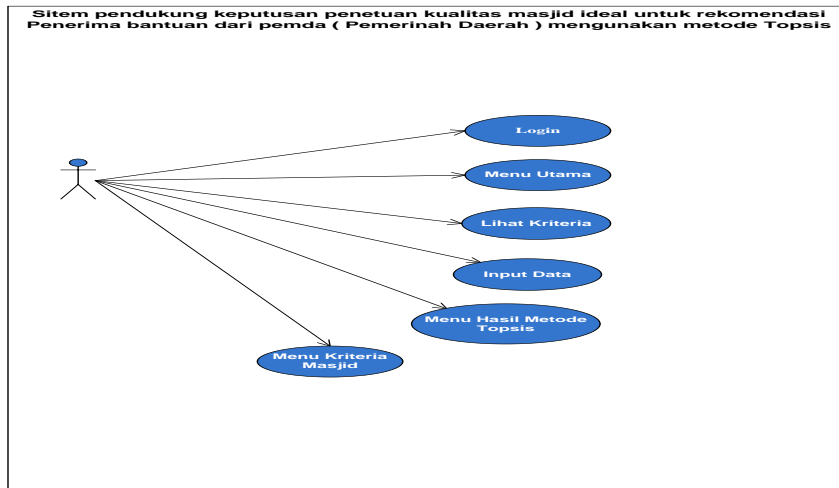 Sitem pendukung keputusan penetuan kualitas masjid ideal untuk rekomendasi
Penerima bantuan dari pemda ( Pemerinah Daerah ) mengunakan metode Topsis
Login
Menu Utama
Lihat Kriteria
Input Data
Menu Hasil Metode
Topsis
Menu Kriteria
Masjid